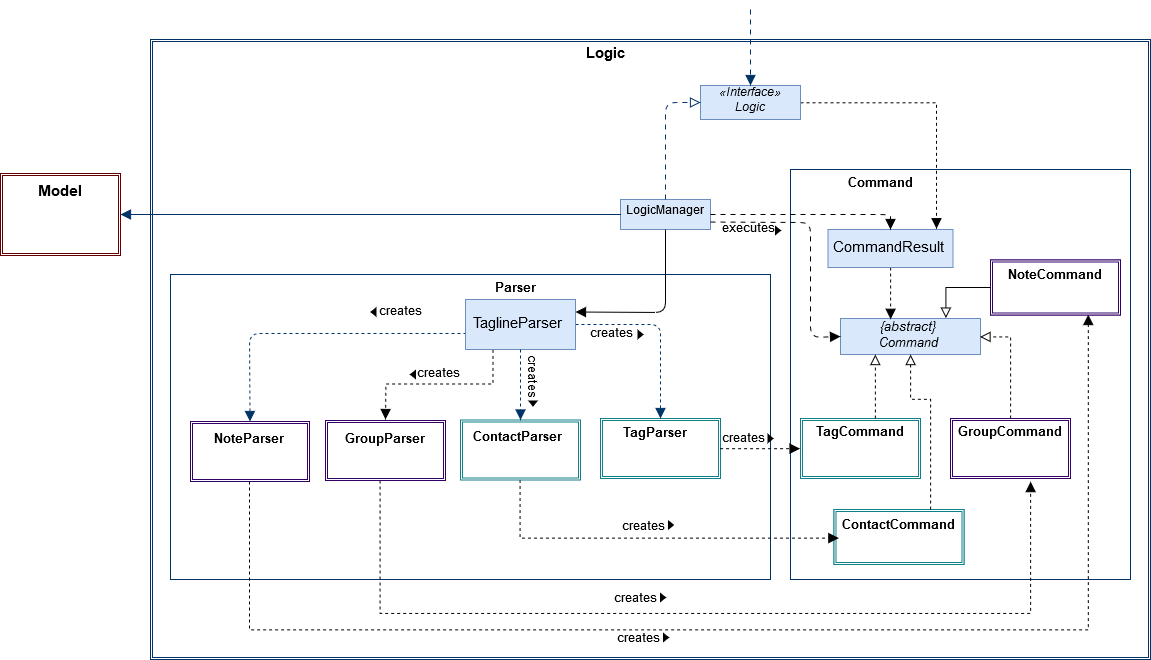 Logic
«Interface»
Logic
Model
Command
LogicManager
executes
CommandResult
NoteCommand
Parser
creates
TaglineParser
creates
{abstract}
Command
creates
creates
NoteParser
GroupParser
ContactParser
TagParser
creates
TagCommand
GroupCommand
creates
ContactCommand
creates
creates